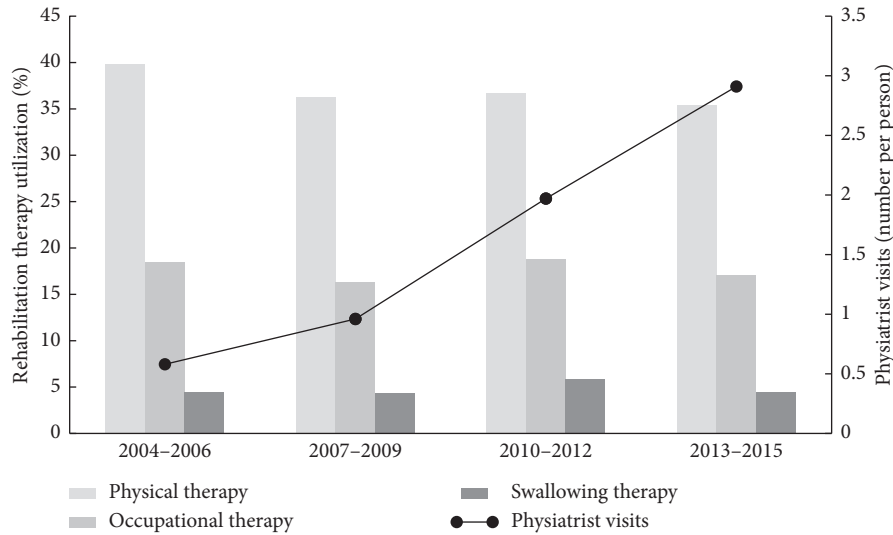 Rehabilitation therapy utilization (%)
45
40
35
30
25
20
15
10
5
0
3.5
3
2.5
2
1.5
1
0.5
0
Physiatrist visits (number per person)
2004–2006 2007–2009 2010–2012 2013–2015
Physical therapy
Occupational therapy
Swallowing therapy
Physiatrist visits